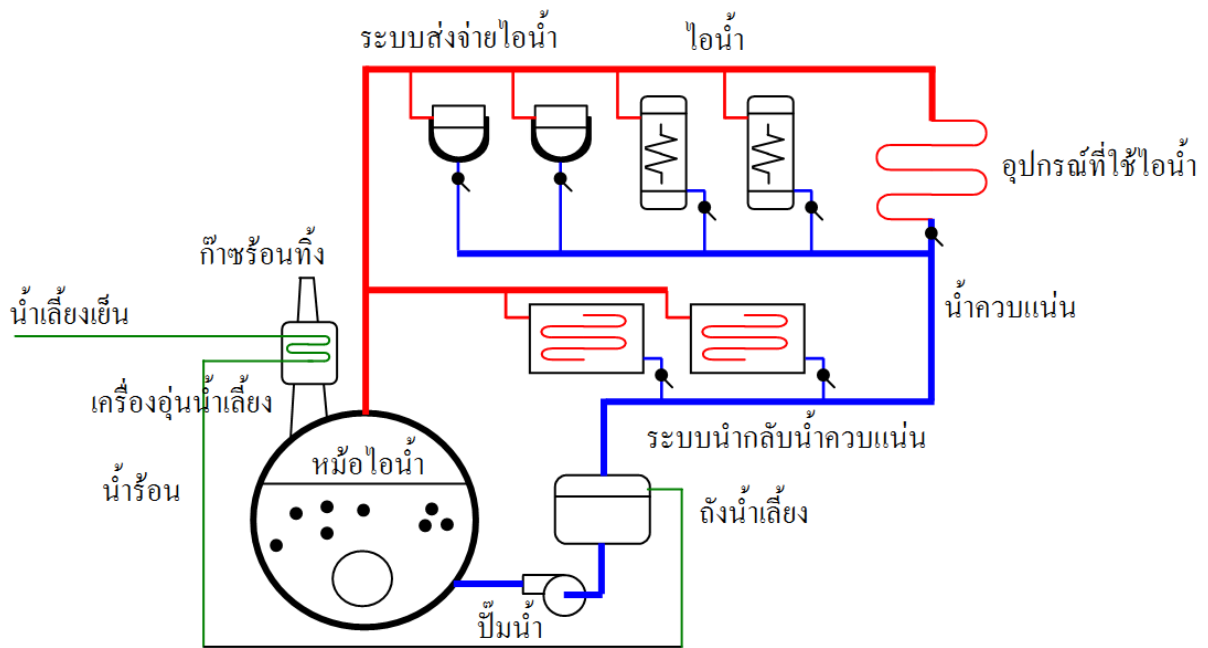 ระบบส่งจ่ายไอน้ำ
ไอน้ำ
อุปกรณ์ที่ใช้ไอน้ำ
ก๊าซร้อนทิ้ง
น้ำเลี้ยงเย็น
น้ำควบแน่น
เครื่องอุ่นน้ำเลี้ยง
ระบบนำกลับน้ำควบแน่น
หม้อไอน้ำ
น้ำร้อน
ถังน้ำเลี้ยง
ปั๊มน้ำ